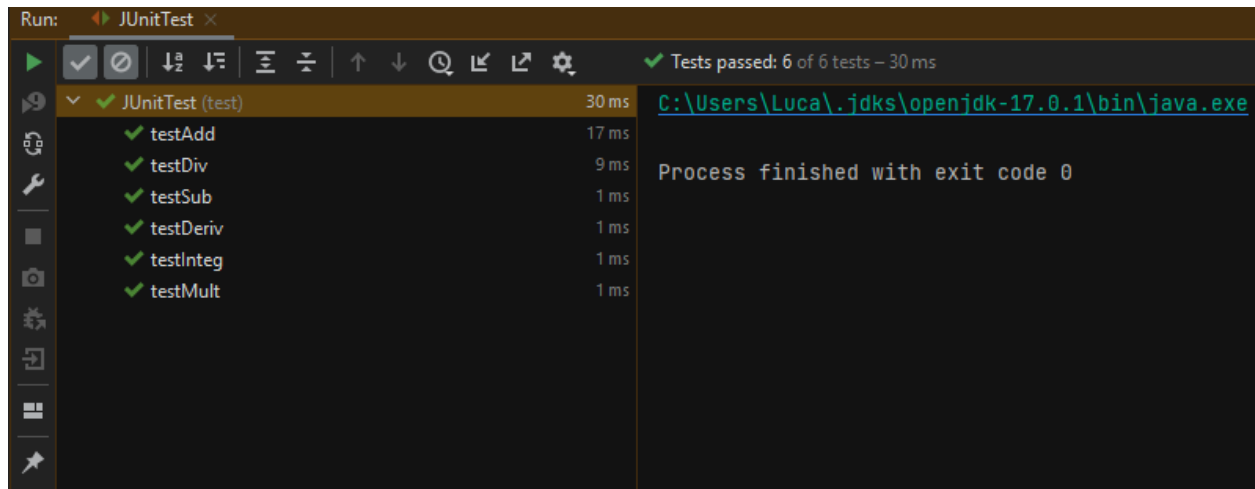 Run: JUnitTest
Tests passed: 6 of 6 tests – 30 ms
JUnitTest (test) 30 ms
testAdd 17 ms
testDiv 9 ms
testSub 1 ms
testDeriv 1 ms
testInteg 1 ms
testMult 1 ms
C:\Users\Luca\.jdks\openjdk-17.0.1\bin\java.exe
Process finished with exit code 0